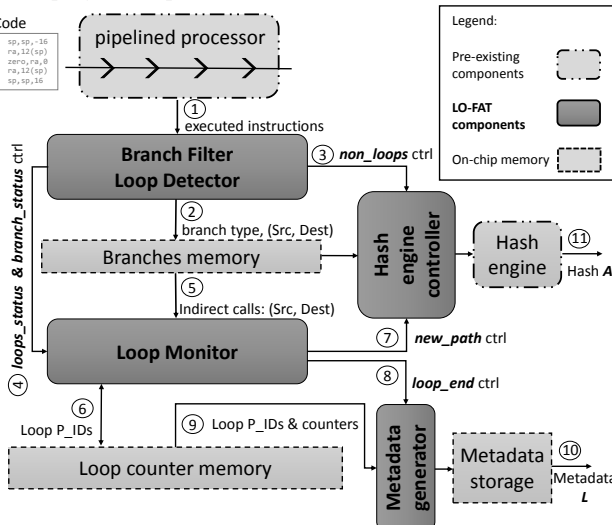 Code
sp,sp,-16
ra,12(sp)
zero,ra,0
ra,12(sp)
sp,sp,16
pipelined processor
Legend:
Pre-existing
components
LO-FAT
components
On-chip memory
1
executed instructions
Branch Filter
Loop Detector
3 non_loops ctrl
2
branch type, (Src, Dest)
Branches memory
Hash
engine
controller
Hash
engine
11
Hash A
4 loops_status & branch_status ctrl
5
Indirect calls: (Src, Dest)
Loop Monitor
7 new_path ctrl
8 loop_end ctrl
6
Loop P_IDs
9 Loop P_IDs & counters
Loop counter memory
Metadata
generator
Metadata
storage
10
Metadata
L